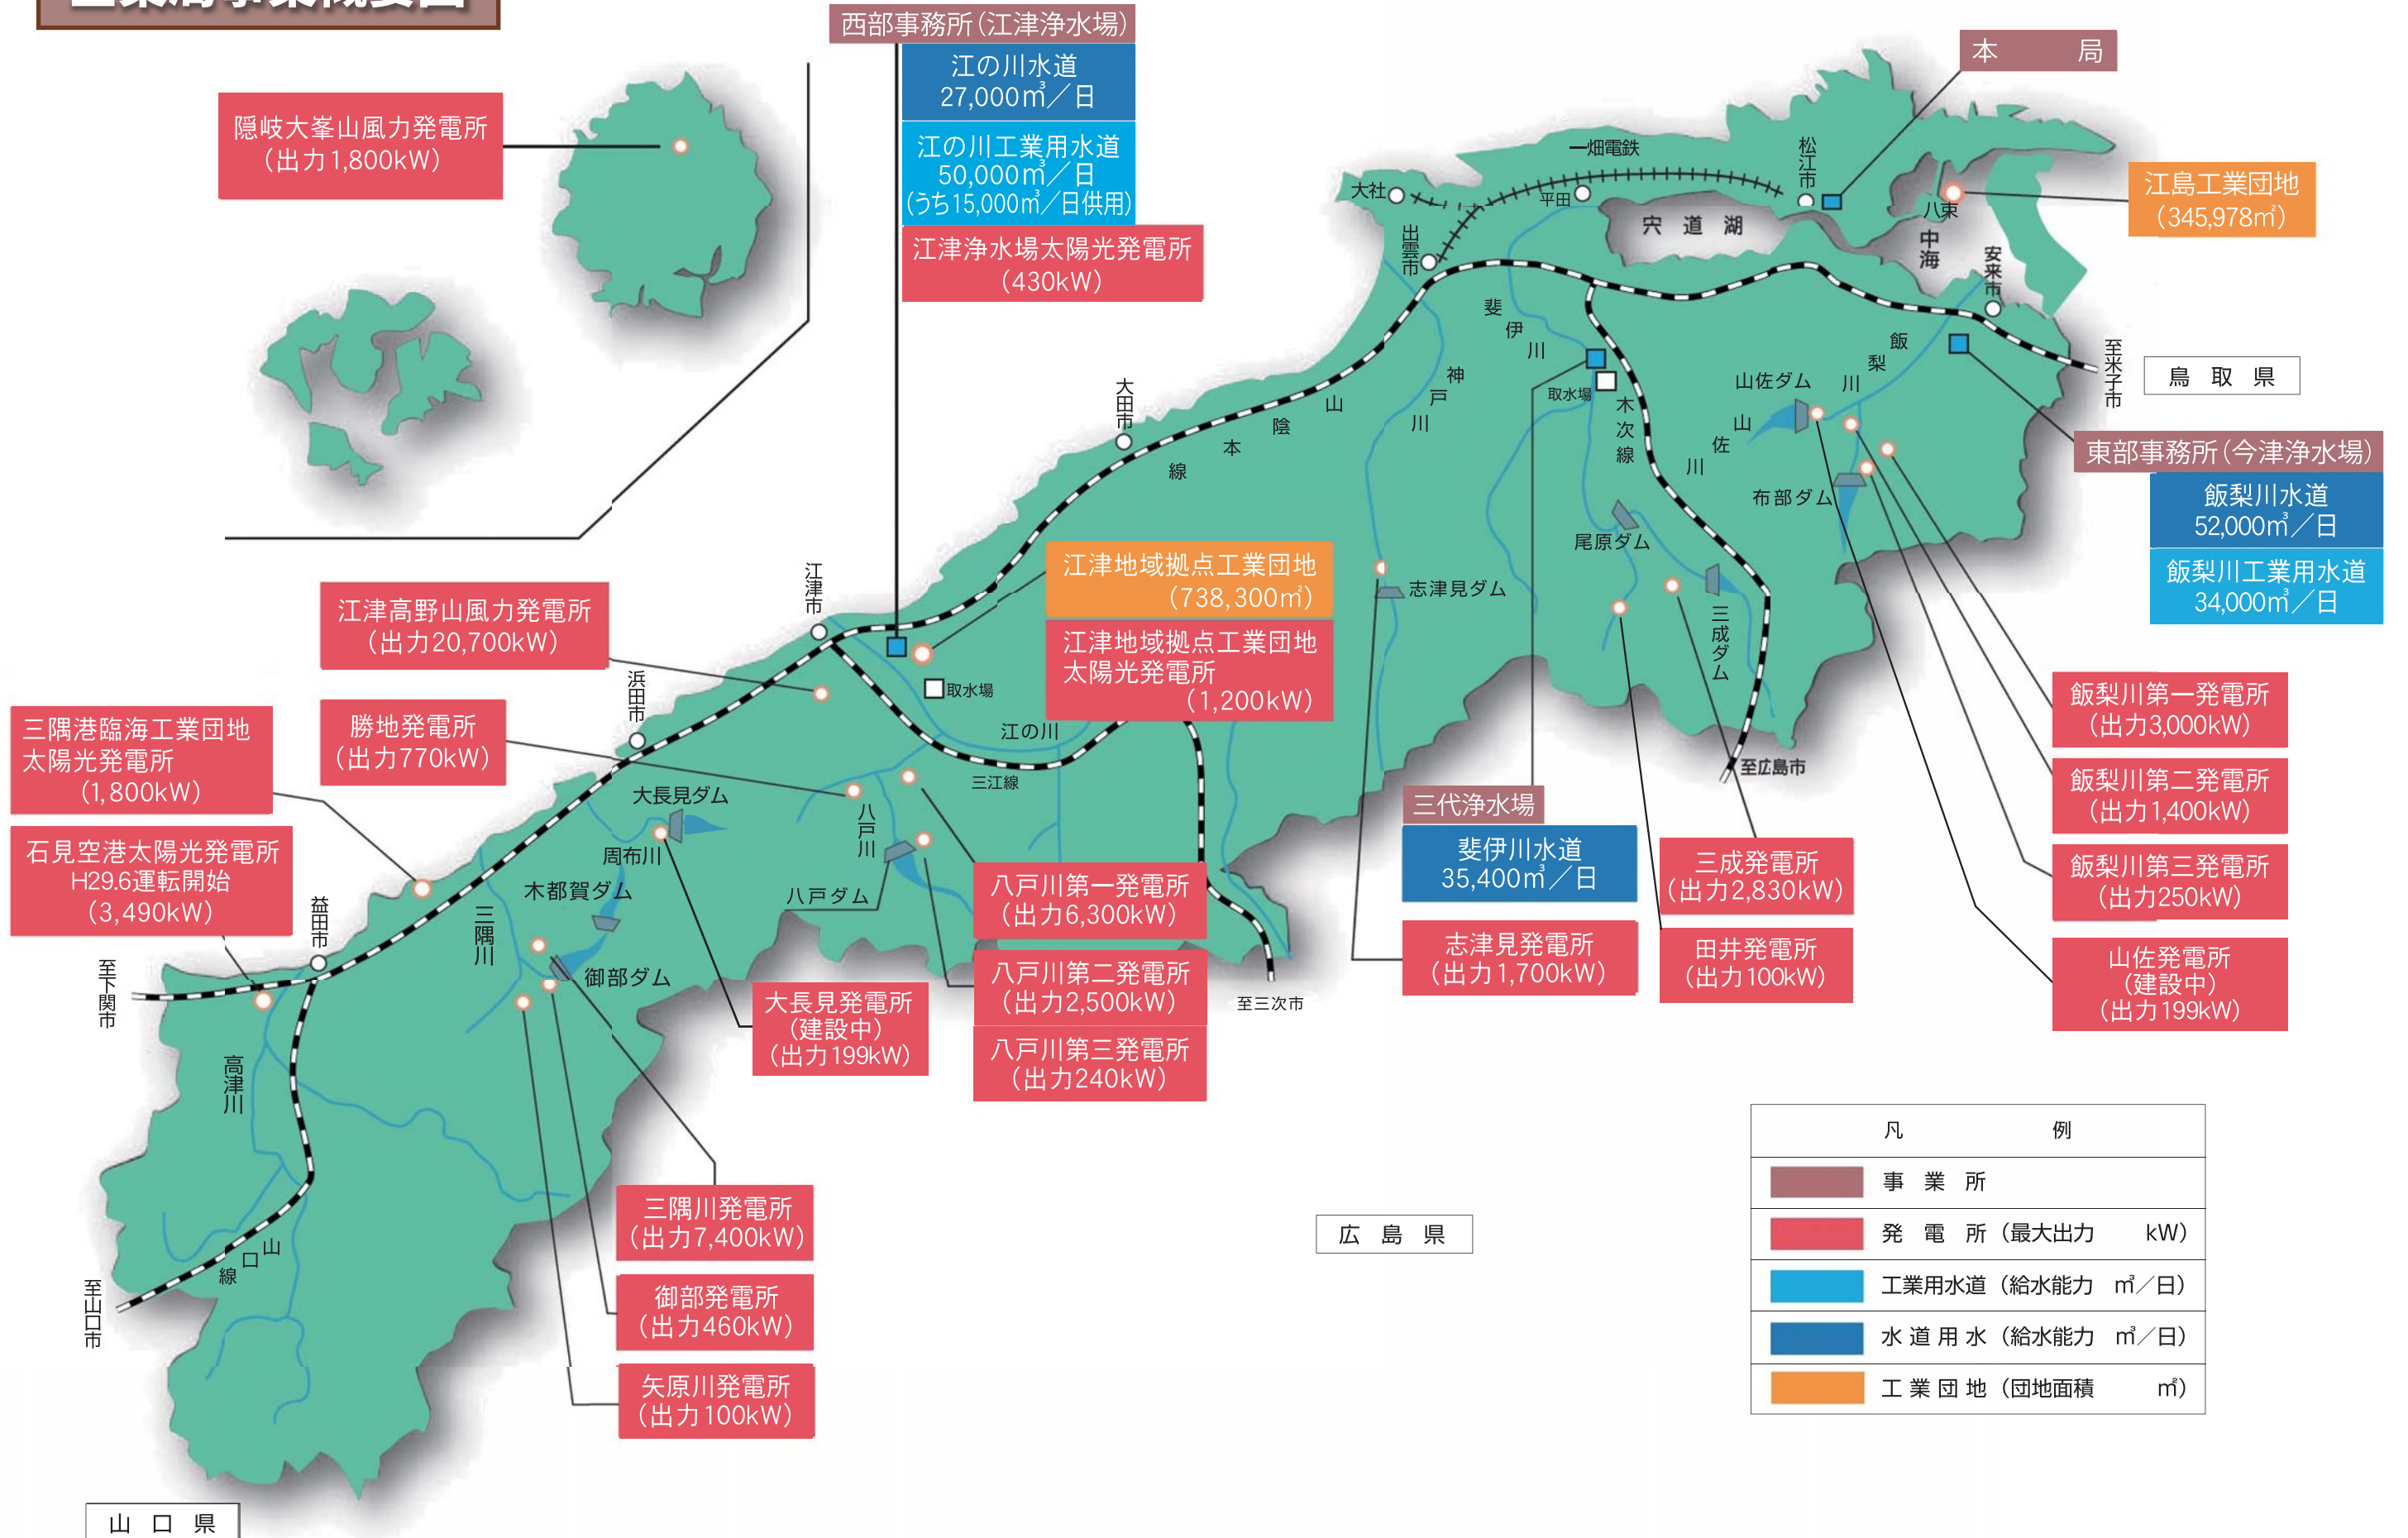 西部事務所（江津浄水場）
江の川水道
27,000㎥／日
江の川工業用水道
50,000㎥／日
（うち15,000㎥／日供用）
江津浄水場太陽光発電所
（430kW）
本　局
隠岐大峯山風力発電所
（出力1,800kW）
一畑電鉄
松江市
大社
平田
出雲市
宍道湖
八束
中海
安来市
江島工業団地
（345,978㎡）
至米子市
鳥取県
斐伊川
神戸川
取水場
木次線
山佐ダム
飯梨川
山佐川
布部ダム
東部事務所（今津浄水場）
飯梨川水道
52,000㎥／日
飯梨川工業用水道
34,000㎥／日
大田市
山陰本線
尾原ダム
志津見ダム
三成ダム
至広島市
江津地域拠点工業団地
（738,300㎡）
江津地域拠点工業団地
太陽光発電所
（1,200kW）
江津市
取水場
江の川
三江線
江津高野山風力発電所
（出力20,700kW）
浜田市
勝地発電所
（出力770kW）
三隅港臨海工業団地
太陽光発電所
（1,800kW）
石見空港太陽光発電所
H29.6運転開始
（3,490kW）
大長見ダム
周布川
木都賀ダム
八戸川
八戸ダム
三隅川
御部ダム
益田市
至下関市
高津川
山口線
至山口市
八戸川第一発電所
（出力6,300kW）
八戸川第二発電所
（出力2,500kW）
八戸川第三発電所
（出力240kW）
至三次市
大長見発電所
（建設中）
（出力199kW）
三代浄水場
斐伊川水道
35,400㎥／日
志津見発電所
（出力1,700kW）
三成発電所
（出力2,830kW）
田井発電所
（出力100kW）
飯梨川第一発電所
（出力3,000kW）
飯梨川第二発電所
（出力1,400kW）
飯梨川第三発電所
（出力250kW）
山佐発電所
（建設中）
（出力199kW）
三隅川発電所
（出力7,400kW）
御部発電所
（出力460kW）
矢原川発電所
（出力100kW）
広島県
山口県
凡　例
事業所
発電所（最大出力　kW）
工業用水道（給水能力　㎥／日）
水道用水（給水能力　㎥／日）
工業団地（団地面積　㎡）